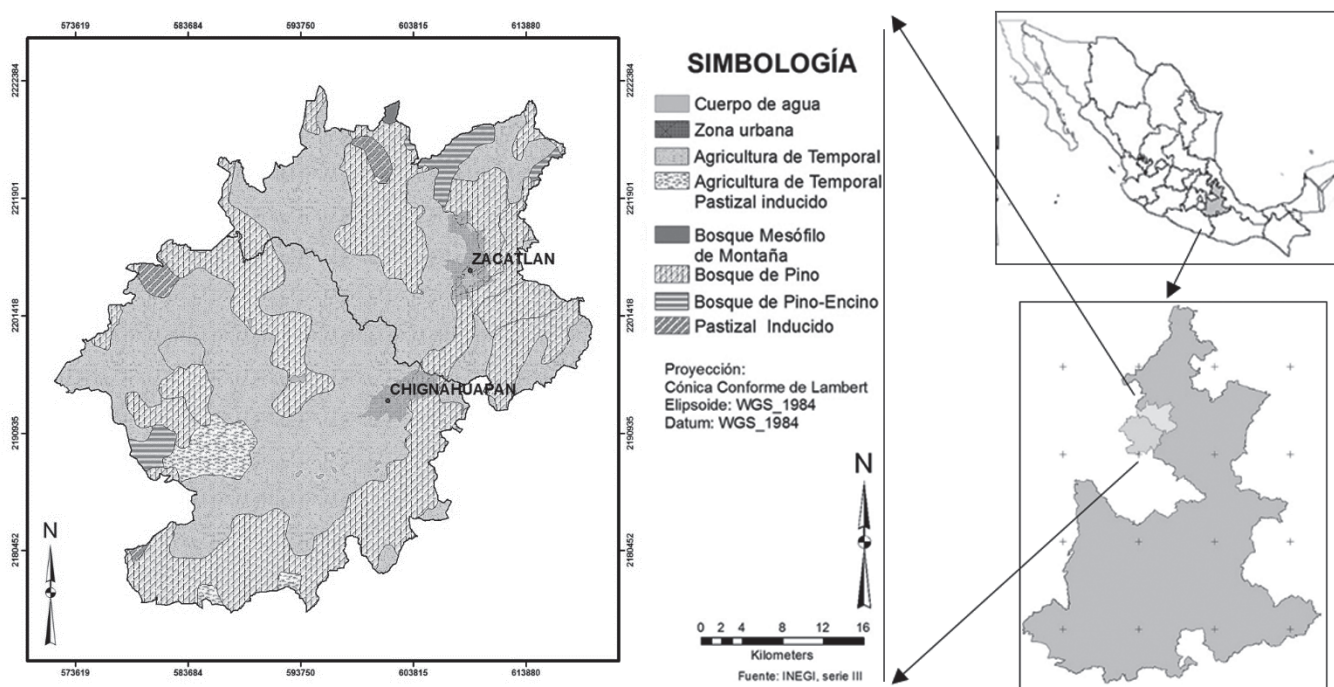 573619 583684 593750 603815 613880
2222384 2222384
2211901 2211901
2201418 2201418
2190935 2190935
2180452 2180452
ZACATLAN
CHIGNAHUAPAN
N
573619 583684 593750 603815 613880
SIMBOLOGÍA
Cuerpo de agua
Zona urbana
Agricultura de Temporal
Agricultura de Temporal
Pastizal inducido
Bosque Mesófilo
de Montaña
Bosque de Pino
Bosque de Pino-Encino
Pastizal Inducido
Proyección:
Cónica Conforme de Lambert
Elipsoide: WGS_1984
Datum: WGS_1984
N
0 2 4 8 12 16
Kilometers
Fuente: INEGI, serie III